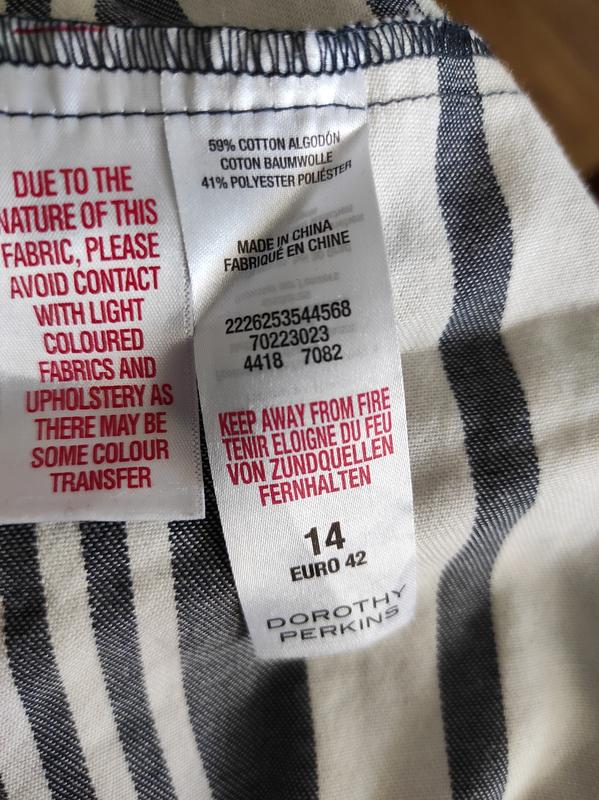 DUE TO THE
NATURE OF THIS
FABRIC, PLEASE
AVOID CONTACT
WITH LIGHT
COLOURED
FABRICS AND
UPHOLSTERY AS
THERE MAY BE
SOME COLOUR
TRANSFER
59% COTTON ALGODÓN
COTON BAUMWOLLE
41% POLYESTER POLIÉSTER
MADE IN CHINA
FABRIQUÉ EN CHINE
2226253544568
70223023
4418 7082
KEEP AWAY FROM FIRE
TENIR ELOIGNE DU FEU
VON ZUNDQUELLEN
FERNHALTEN
14
EURO 42
DOROTHY
PERKINS